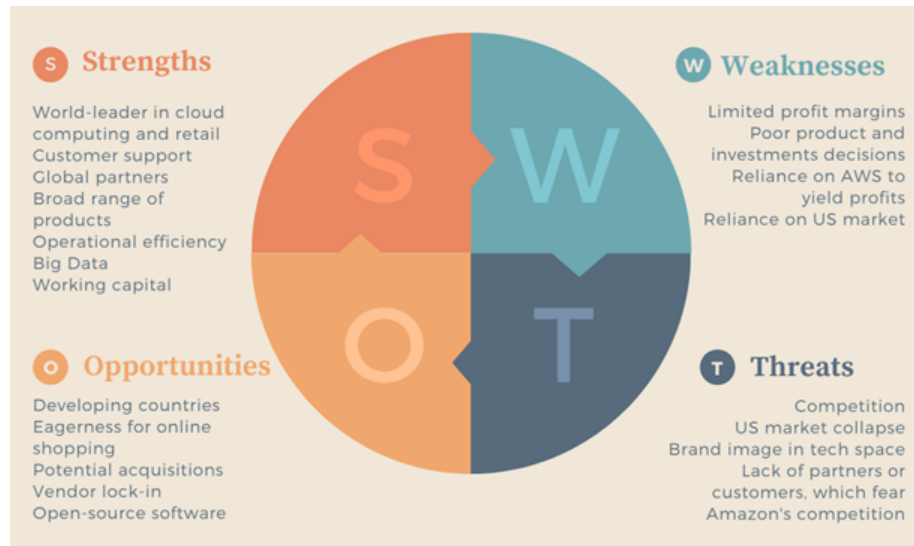 S Strengths
World-leader in cloud
computing and retail
Customer support
Global partners
Broad range of
products
Operational efficiency
Big Data
Working capital
W Weaknesses
Limited profit margins
Poor product and
investments decisions
Reliance on AWS to
yield profits
Reliance on US market
S W
O T
O Opportunities
Developing countries
Eagerness for online
shopping
Potential acquisitions
Vendor lock-in
Open-source software
T Threats
Competition
US market collapse
Brand image in tech space
Lack of partners or
customers, which fear
Amazon's competition